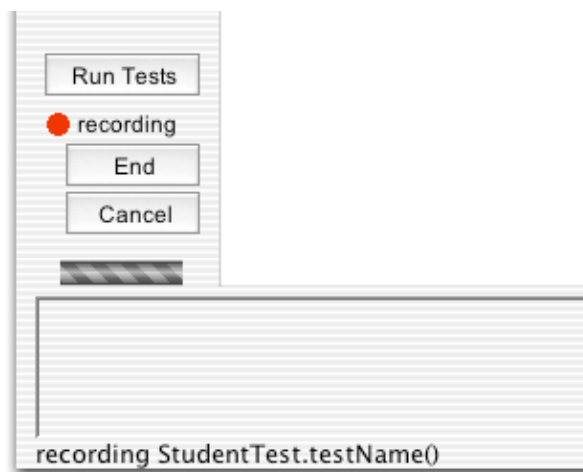 Run Tests
recording
End
Cancel
recording StudentTest.testName()